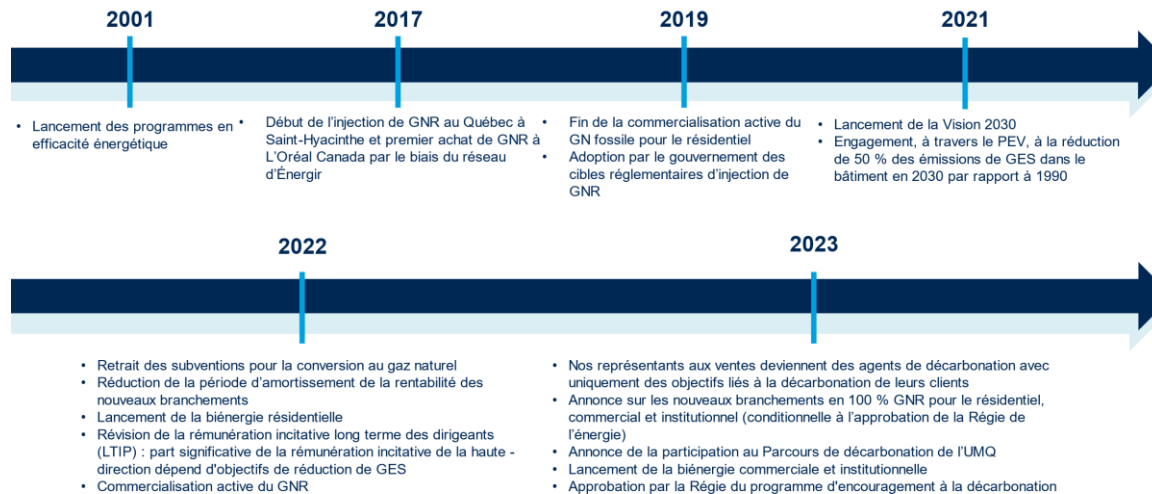 2001
2017
2019
2021
• Lancement des programmes en
efficacité énergétique
• Début de l'injection de GNR au Québec à
Saint-Hyacinthe et premier achat de GNR à
L'Oréal Canada par le biais du réseau
d'Énergir
• Fin de la commercialisation active du
GN fossile pour le résidentiel
• Adoption par le gouvernement des
cibles réglementaires d'injection de
GNR
• Lancement de la Vision 2030
• Engagement, à travers le PEV, à la réduction
de 50 % des émissions de GES dans le
bâtiment en 2030 par rapport à 1990
2022
2023
• Retrait des subventions pour la conversion au gaz naturel
• Réduction de la période d'amortissement de la rentabilité des
nouveaux branchements
• Lancement de la biénergie résidentielle
• Révision de la rémunération incitative long terme des dirigeants
(LTIP) : part significative de la rémunération incitative de la haute -
direction dépend d'objectifs de réduction de GES
• Commercialisation active du GNR
• Nos représentants aux ventes deviennent des agents de décarbonation avec
uniquement des objectifs liés à la décarbonation de leurs clients
• Annonce sur les nouveaux branchements en 100 % GNR pour le résidentiel,
commercial et institutionnel (conditionnelle à l'approbation de la Régie de
l'énergie)
• Annonce de la participation au Parcours de décarbonation de l'UMQ
• Lancement de la biénergie commerciale et institutionnelle
• Approbation par la Régie du programme d'encouragement à la décarbonation